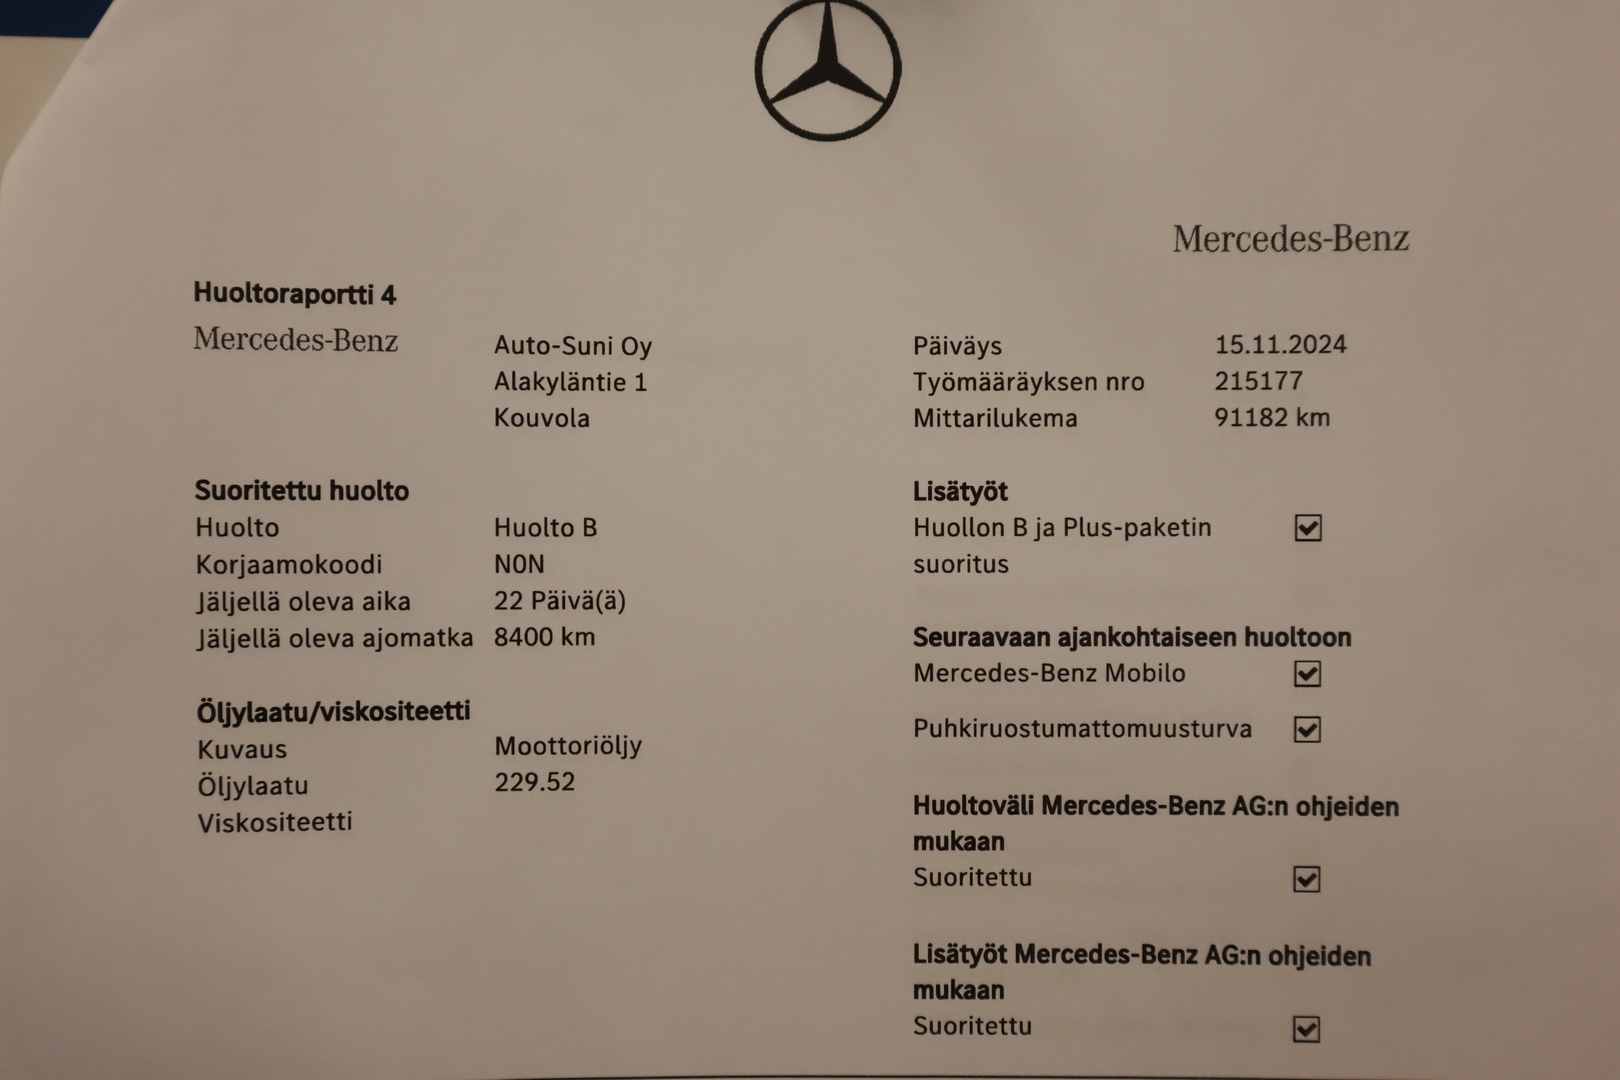 Mercedes-Benz
Huoltoraportti 4
Mercedes-Benz
Auto-Suni Oy
Alakyläntie 1
Kouvola
Päiväys 15.11.2024
Työmääräyksen nro 215177
Mittarilukema 91182 km
Suoritettu huolto
Huolto Huolto B
Korjaamokoodi N0N
Jäljellä oleva aika 22 Päivä(ä)
Jäljellä oleva ajomatka 8400 km
Öljylaatu/viskositeetti
Kuvaus Moottoriöljy
Öljylaatu 229.52
Viskositeetti
Lisätyöt
Huollon B ja Plus-paketin
suoritus
Seuraavaan ajankohtaiseen huoltoon
Mercedes-Benz Mobilo
Puhkiruostumattomuusturva
Huoltoväli Mercedes-Benz AG:n ohjeiden
mukaan
Suoritettu
Lisätyöt Mercedes-Benz AG:n ohjeiden
mukaan
Suoritettu